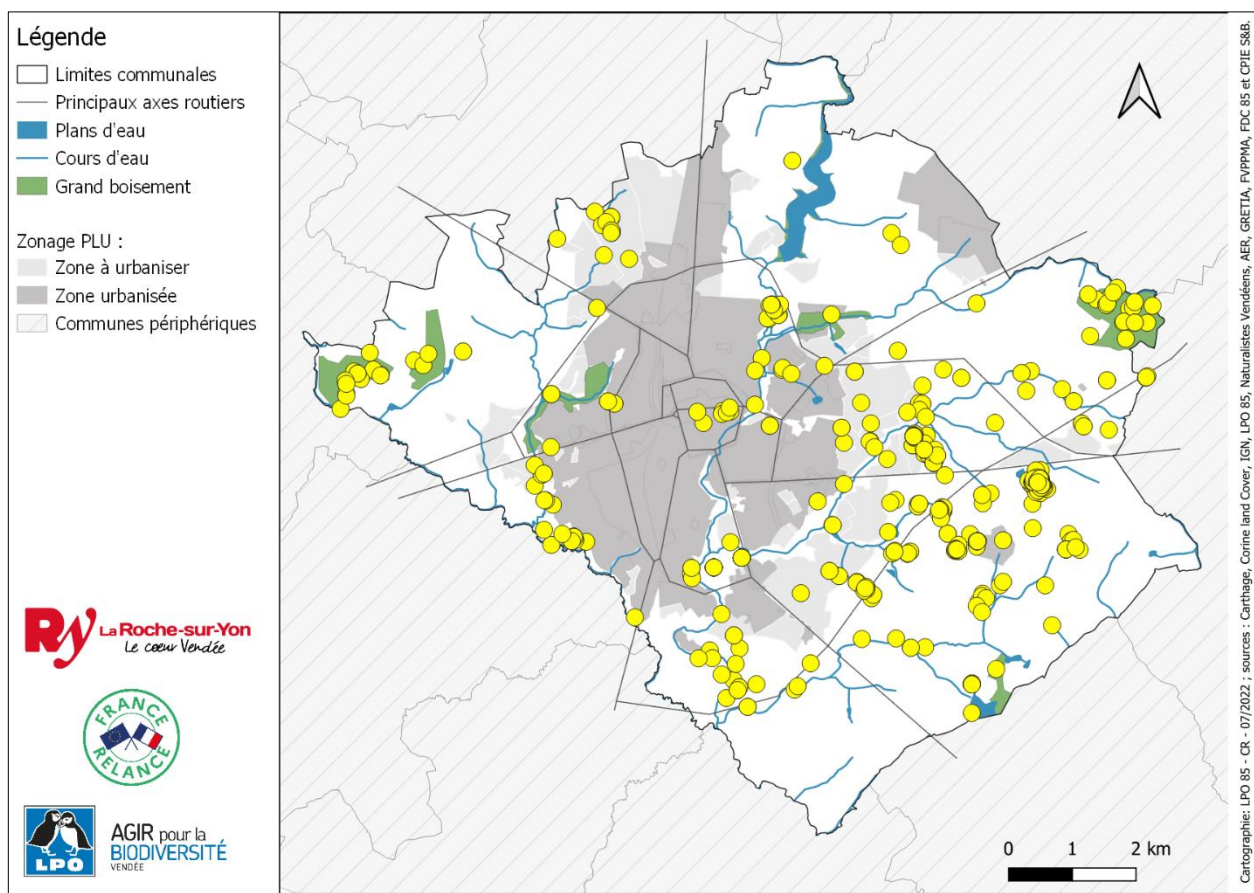 Légende
Limites communales
Principaux axes routiers
Plans d'eau
Cours d'eau
Grand boisement
Zonage PLU :
Zone à urbaniser
Zone urbanisée
Communes périphériques
Ry La Roche-sur-Yon
Le cœur Vendée
FRANCE
RELANCE
LPO
AGIR pour la
BIODIVERSITÉ
VENDÉE
0 1 2 km
Cartographie: LPO 85 - CR - 07/2022 ; sources : Carthage, Corine land Cover, IGN, LPO 85, Naturalistes Vendéens, AER, GRETIA, FVPPMA, FDC 85 et CPIE S&B.